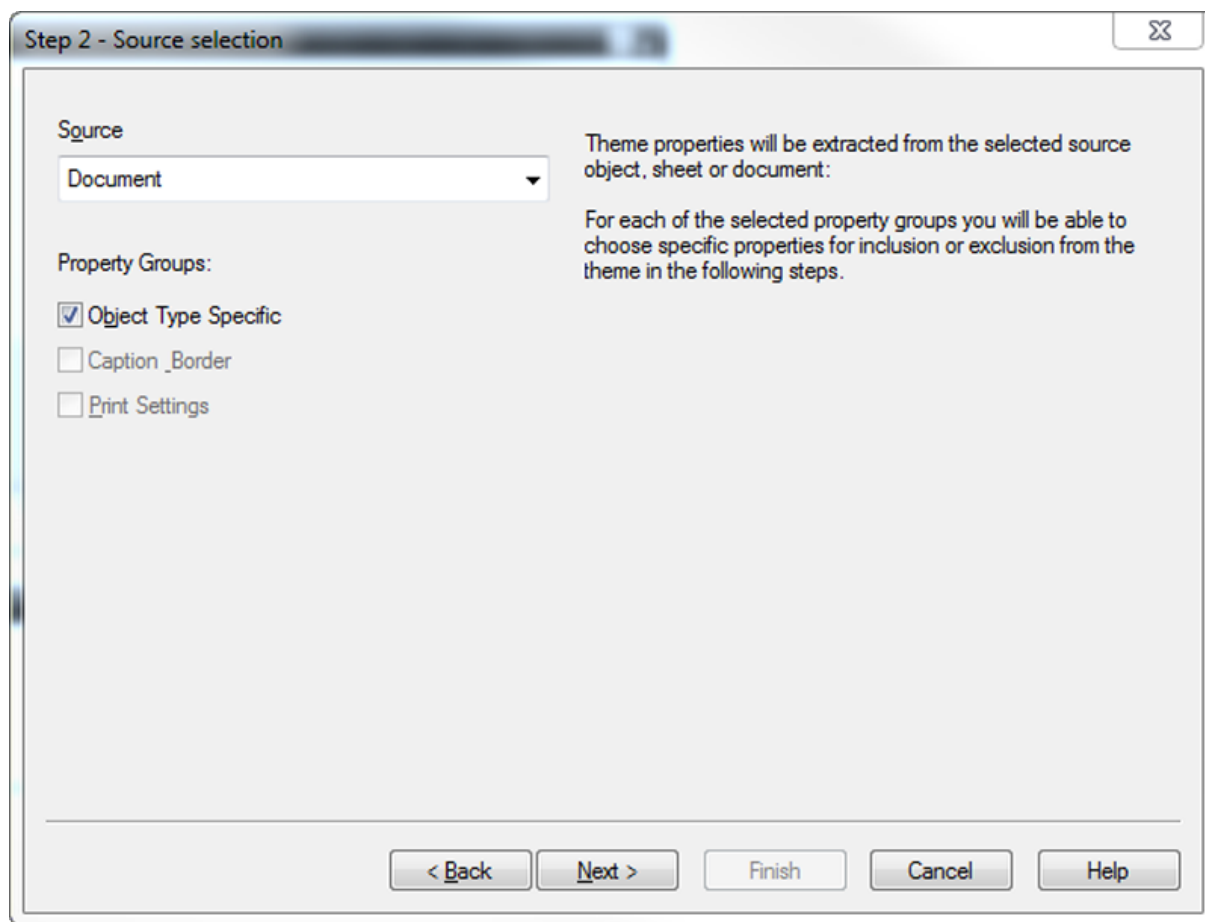 Step 2 - Source selection
Source
Document
Property Groups:
Object Type Specific
Caption _Border
Print Settings
Theme properties will be extracted from the selected source
object, sheet or document:
For each of the selected property groups you will be able to
choose specific properties for inclusion or exclusion from the
theme in the following steps.
< Back
Next >
Finish
Cancel
Help